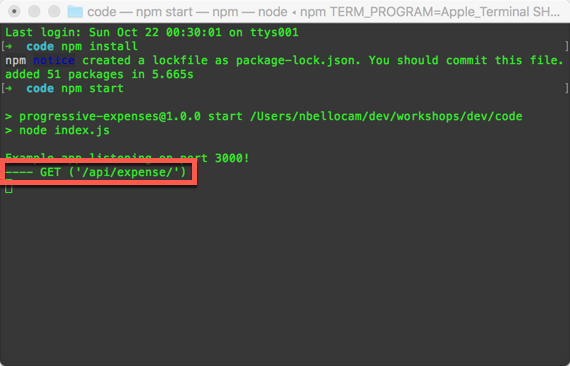 code — npm start — npm — node ◂ npm TERM_PROGRAM=Apple_Terminal SH...
Last login: Sun Oct 22 00:30:01 on ttys001
[➜  code npm install ]
npm notice created a lockfile as package-lock.json. You should commit this file.
added 51 packages in 5.665s
[➜  code npm start ]
> progressive-expenses@1.0.0 start /Users/nbellocam/dev/workshops/dev/code
> node index.js
Example app listening on port 3000!
---- GET ('/api/expense/')